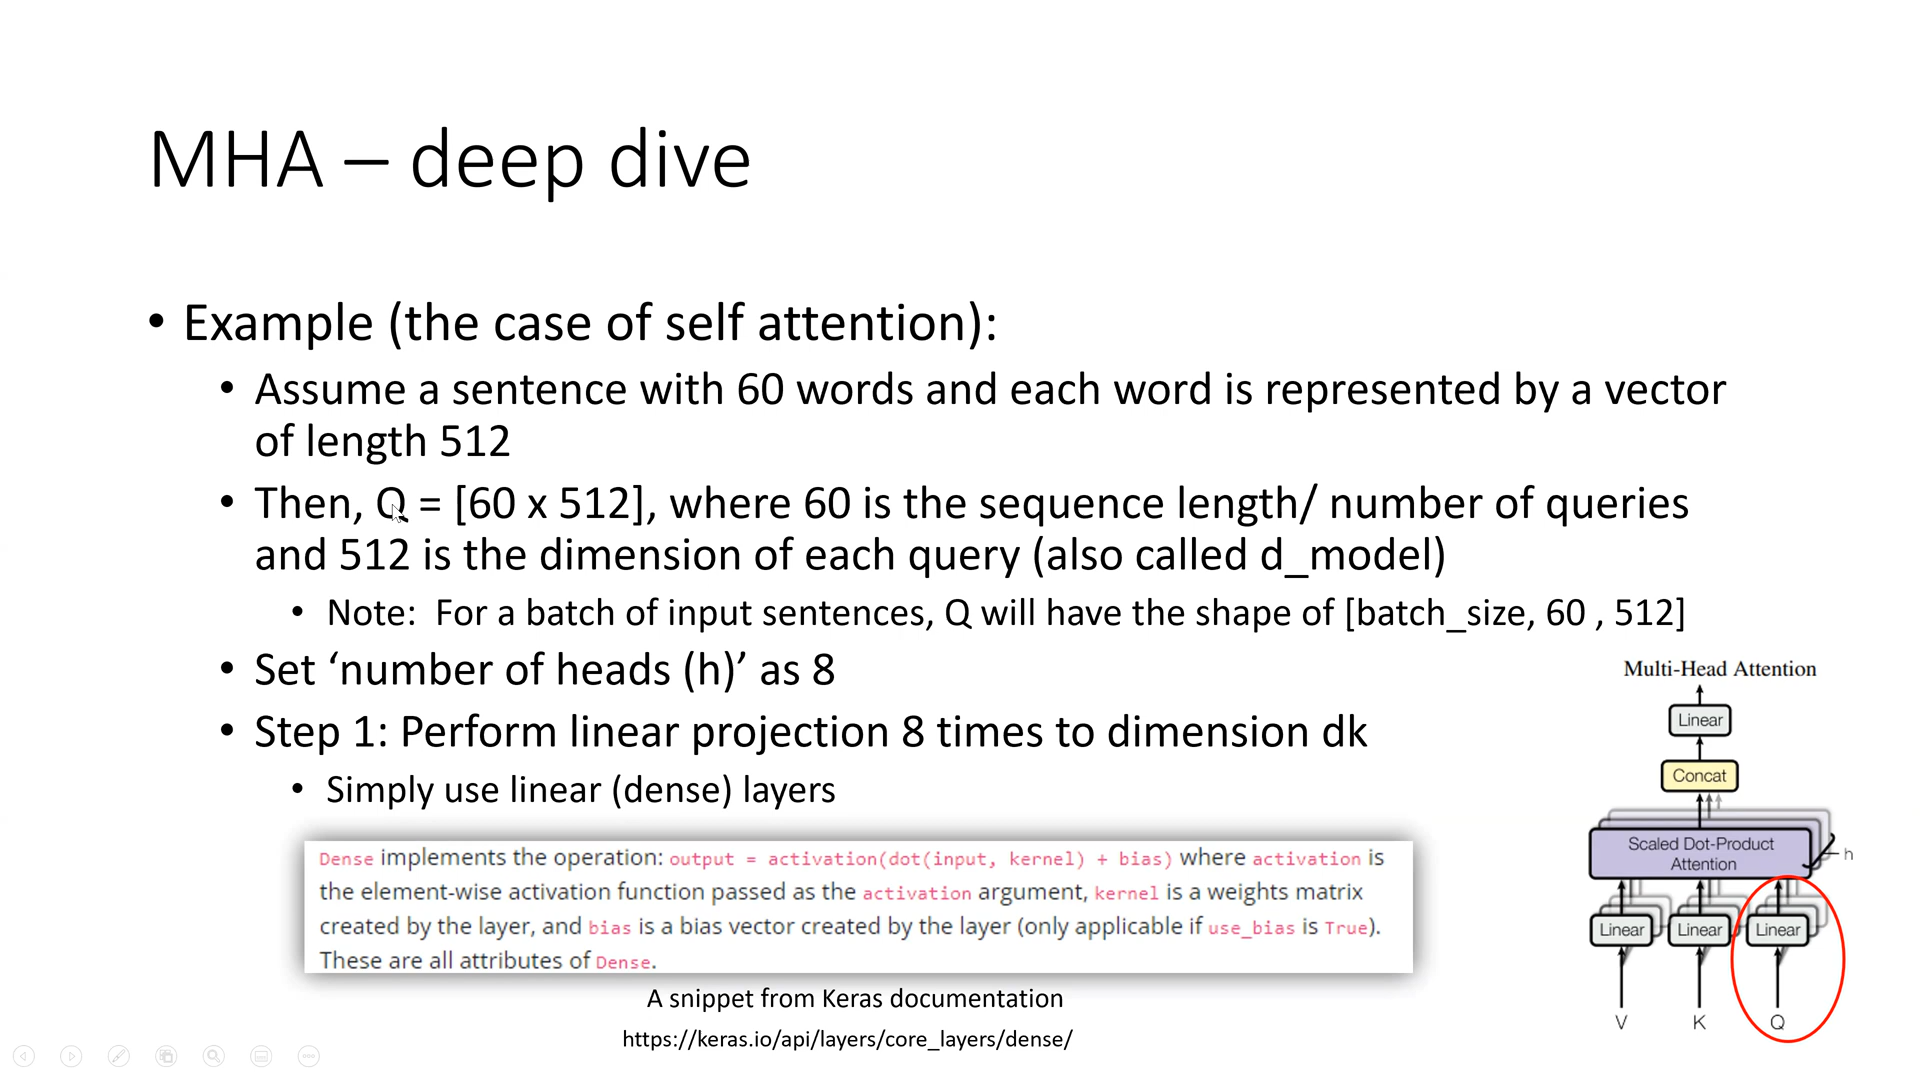 MHA – deep dive
• Example (the case of self attention):
• Assume a sentence with 60 words and each word is represented by a vector
of length 512
• Then, Q = [60 x 512], where 60 is the sequence length/ number of queries
and 512 is the dimension of each query (also called d_model)
• Note:  For a batch of input sentences, Q will have the shape of [batch_size, 60 , 512]
• Set ‘number of heads (h)’ as 8
• Step 1: Perform linear projection 8 times to dimension dk
• Simply use linear (dense) layers
Dense implements the operation: output = activation(dot(input, kernel) + bias) where activation is
the element-wise activation function passed as the activation argument, kernel is a weights matrix
created by the layer, and bias is a bias vector created by the layer (only applicable if use_bias is True).
These are all attributes of Dense.
A snippet from Keras documentation
https://keras.io/api/layers/core_layers/dense/
Multi-Head Attention
Linear
Concat
Scaled Dot-Product
Attention
h
Linear Linear Linear
V K Q